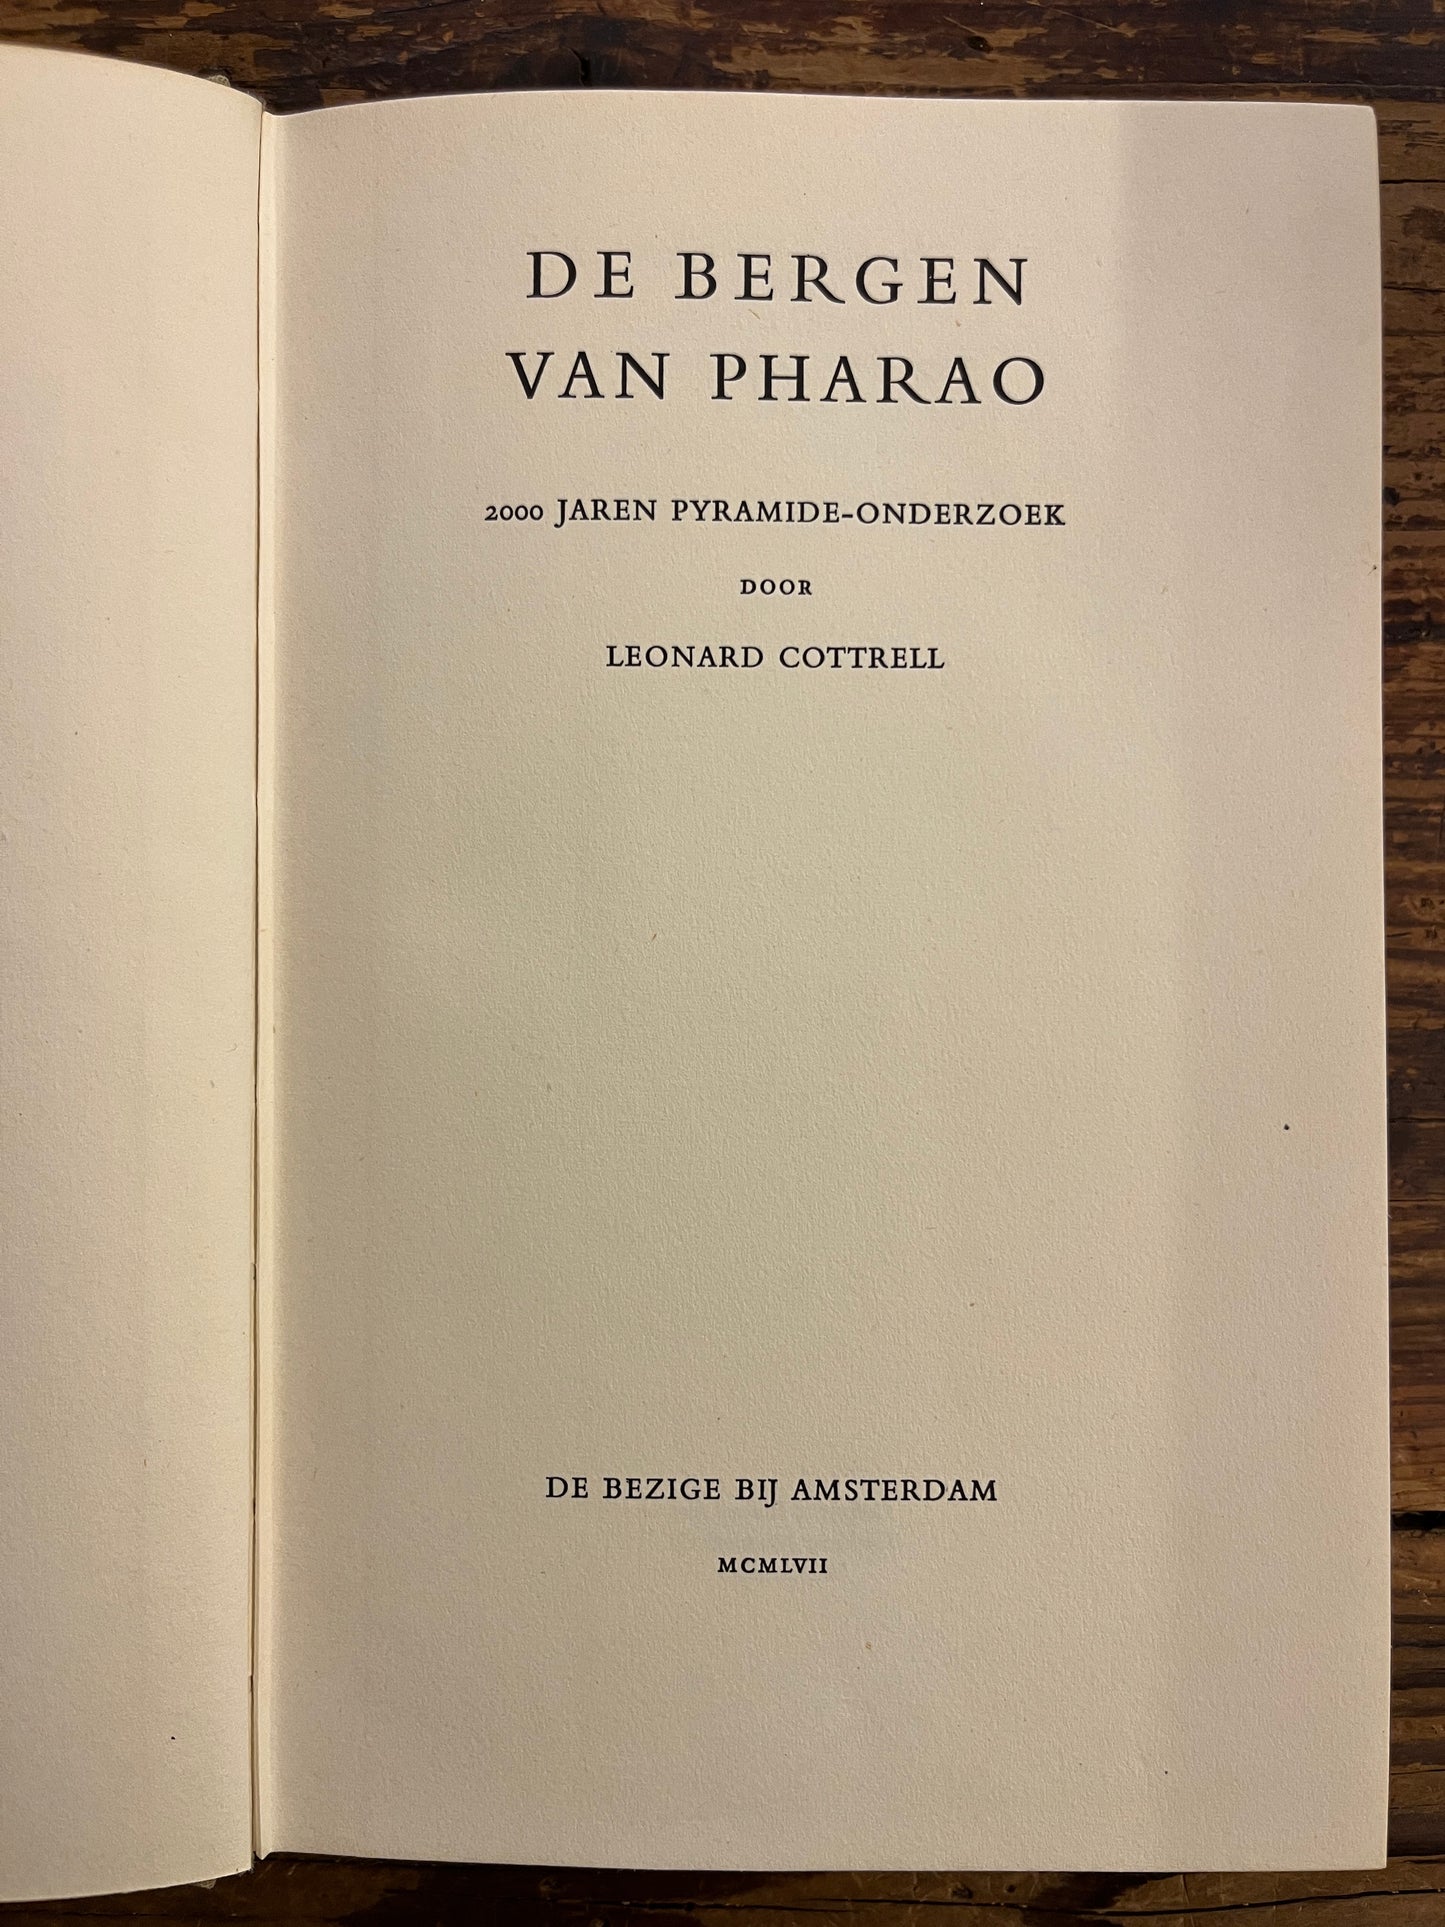 DE BERGEN
VAN PHARAO
2000 JAREN PYRAMIDE-ONDERZOEK
DOOR
LEONARD COTTRELL
DE BEZIGE BIJ AMSTERDAM
MCMLVII